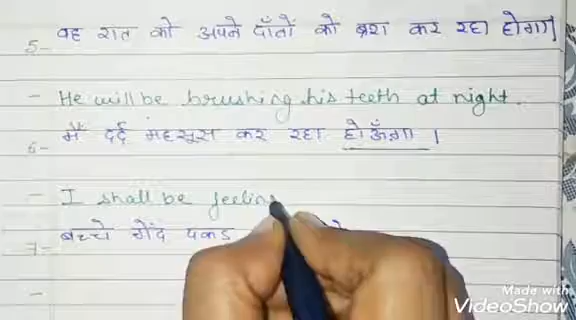 5- वह रात को अपने दाँतों को ब्रश कर रहा होगा।
- He will be brushing his teeth at night.
6- मैं दर्द महसूस कर रहा होऊँगा।
- I shall be feeling
7- बच्चे गेंद पकड़
-
Made with
VideoShow